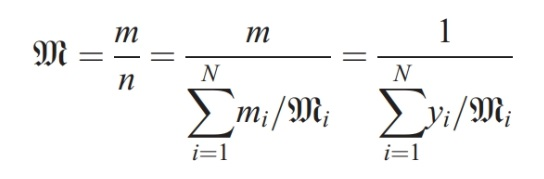 𝔐 = m/n = m / ∑_{i=1}^{N} m_i/𝔐_i = 1 / ∑_{i=1}^{N} y_i/𝔐_i